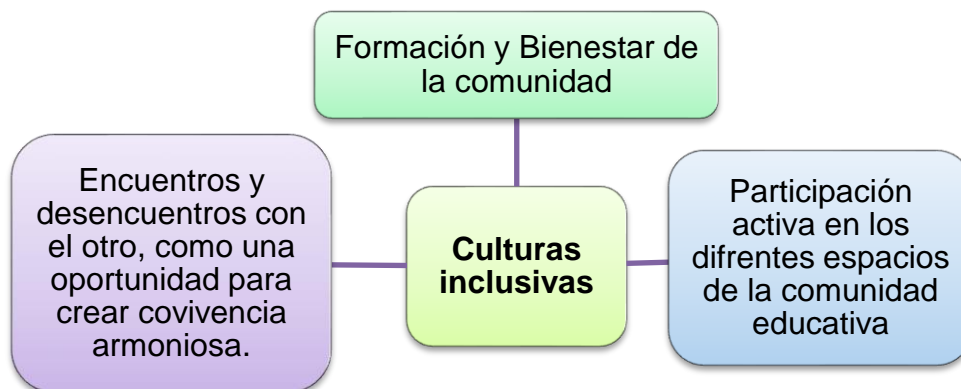 Formación y Bienestar de
la comunidad
Encuentros y
desencuentros con
el otro, como una
oportunidad para
crear covivencia
armoniosa.
Culturas
inclusivas
Participación
activa en los
difrentes espacios
de la comunidad
educativa